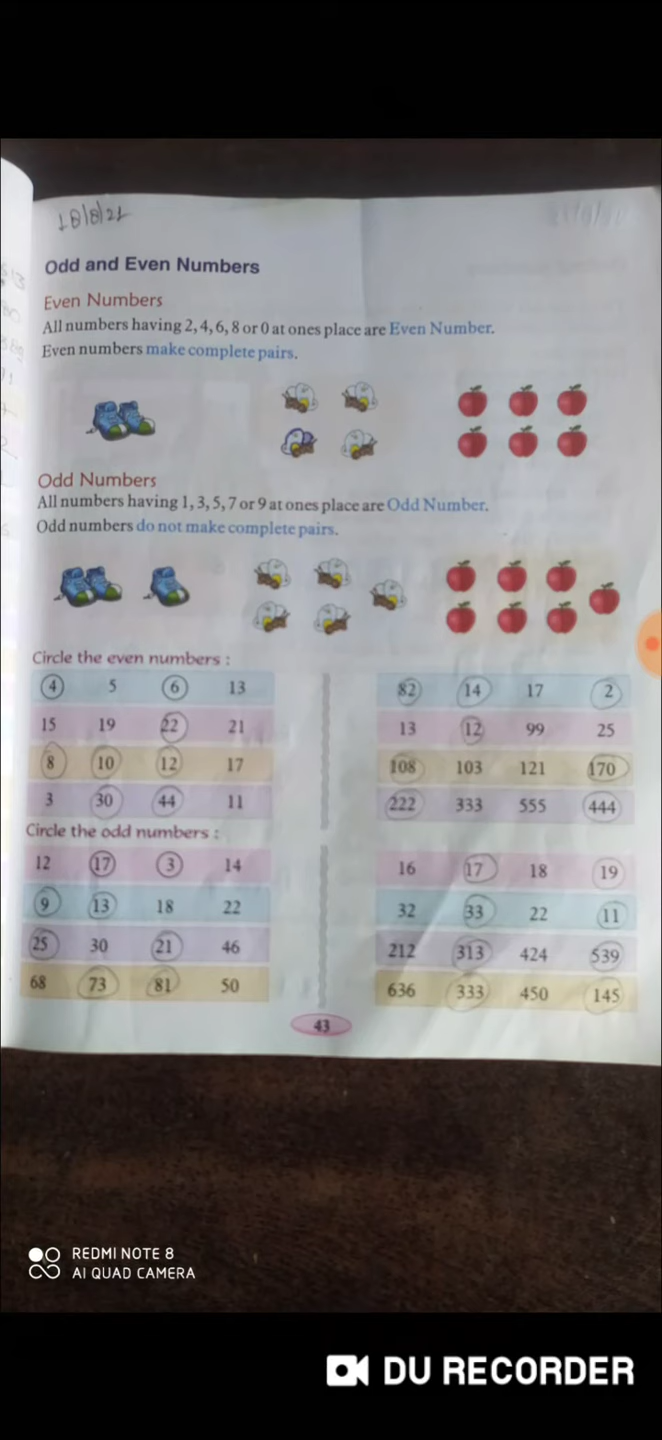 18/8/21
Odd and Even Numbers
Even Numbers
All numbers having 2, 4, 6, 8 or 0 at ones place are Even Number.
Even numbers make complete pairs.
Odd Numbers
All numbers having 1, 3, 5, 7 or 9 at ones place are Odd Number.
Odd numbers do not make complete pairs.
Circle the even numbers :
4 5 6 13
15 19 22 21
8 10 12 17
3 30 44 11
82 14 17 2
13 12 99 25
108 103 121 170
222 333 555 444
Circle the odd numbers :
12 17 3 14
9 13 18 22
25 30 21 46
68 73 81 50
16 17 18 19
32 33 22 11
212 313 424 539
636 333 450 145
43
REDMI NOTE 8
AI QUAD CAMERA
DU RECORDER